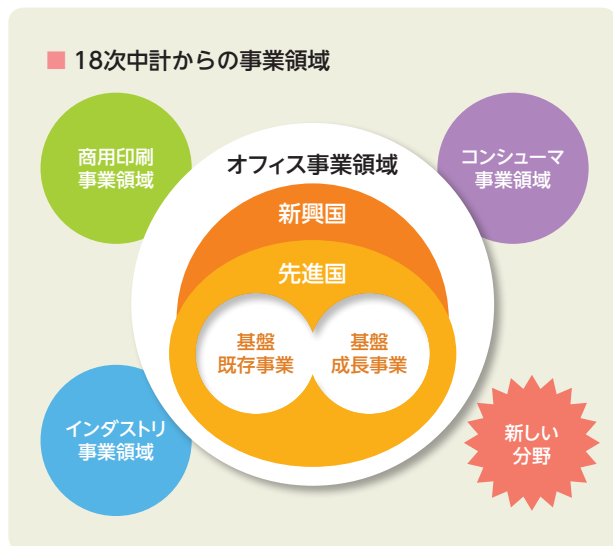 ■ 18次中計からの事業領域
商用印刷
事業領域
オフィス事業領域
コンシューマ
事業領域
新興国
先進国
基盤
既存事業
基盤
成長事業
インダストリ
事業領域
新しい
分野